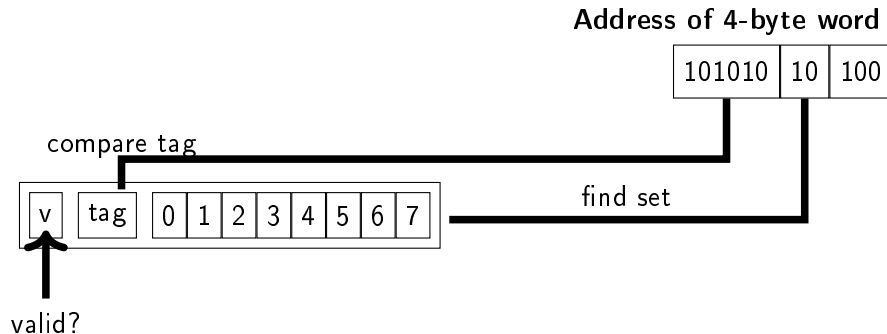 Address of 4-byte word
101010 10 100
compare tag
find set
v tag 0 1 2 3 4 5 6 7
valid?